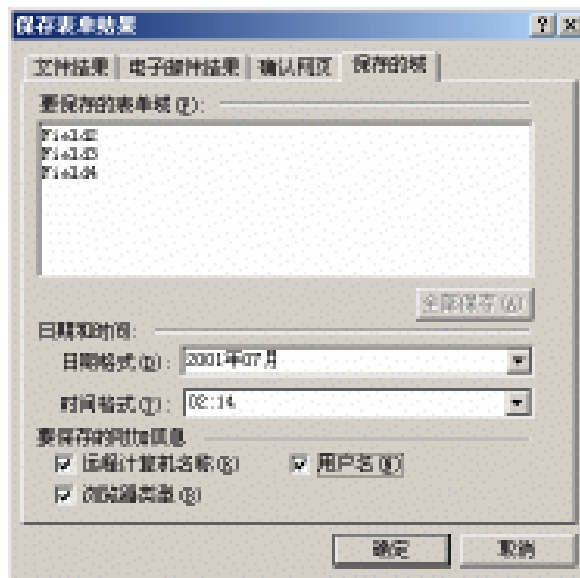 保存表单结果
文件结果 电子邮件结果 确认网页 保存的域
要保存的表单域(F):
Field2
Field3
Field4
全部保存(A)
日期和时间:
日期格式(D): 2001年07月
时间格式(T): 02:14
要保存的附加信息
远程计算机名称(R) 用户名(U)
浏览器类型(B)
确定 取消